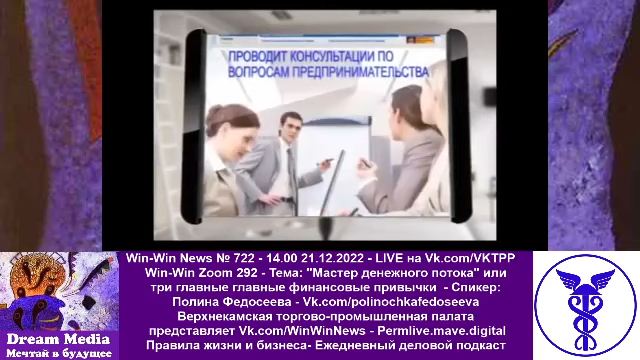 ПРОВОДИТ КОНСУЛЬТАЦИИ ПО
ВОПРОСАМ ПРЕДПРИНИМАТЕЛЬСТВА
Win-Win News № 722 - 14.00 21.12.2022 - LIVE на Vk.com/VKTPP
Win-Win Zoom 292 - Тема: "Мастер денежного потока" или
три главные главные финансовые привычки - Спикер:
Полина Федосеева - Vk.com/polinochkafedoseeva
Верхнекамская торгово-промышленная палата
представляет Vk.com/WinWinNews - Permlive.mave.digital
Правила жизни и бизнеса- Ежедневный деловой подкаст
Dream Media
Мечтай в будущее